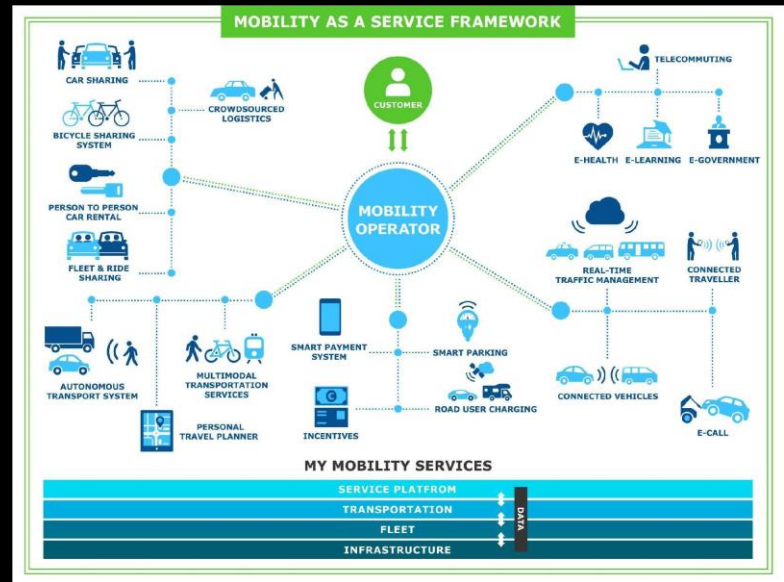 MOBILITY AS A SERVICE FRAMEWORK
CAR SHARING
CROWDSOURCED
LOGISTICS
BICYCLE SHARING
SYSTEM
PERSON TO PERSON
CAR RENTAL
FLEET & RIDE
SHARING
CUSTOMER
MOBILITY
OPERATOR
TELECOMMUTING
E-HEALTH
E-LEARNING
E-GOVERNMENT
REAL-TIME
TRAFFIC MANAGEMENT
CONNECTED
TRAVELLER
CONNECTED VEHICLES
E-CALL
AUTONOMOUS
TRANSPORT SYSTEM
PERSONAL
TRAVEL PLANNER
MULTIMODAL
TRANSPORTATION
SERVICES
SMART PAYMENT
SYSTEM
SMART PARKING
INCENTIVES
€
ROAD USER CHARGING
MY MOBILITY SERVICES
SERVICE PLATFROM
TRANSPORTATION
FLEET
INFRASTRUCTURE
DATA